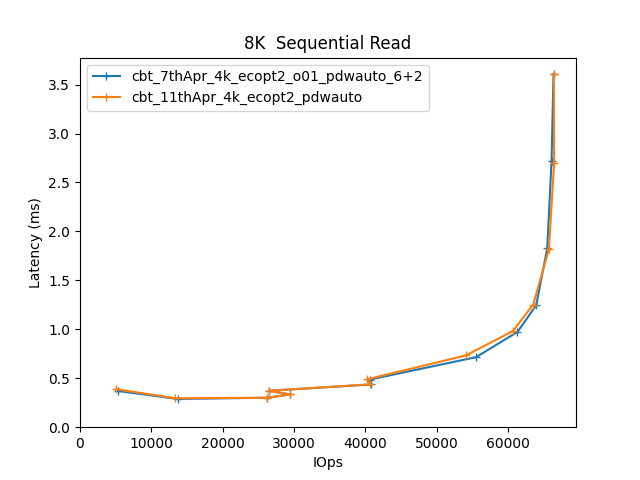 8K  Sequential Read
cbt_7thApr_4k_ecopt2_o01_pdwauto_6+2
cbt_11thApr_4k_ecopt2_pdwauto
Latency (ms)
3.5
3.0
2.5
2.0
1.5
1.0
0.5
0.0
0 10000 20000 30000 40000 50000 60000
IOps